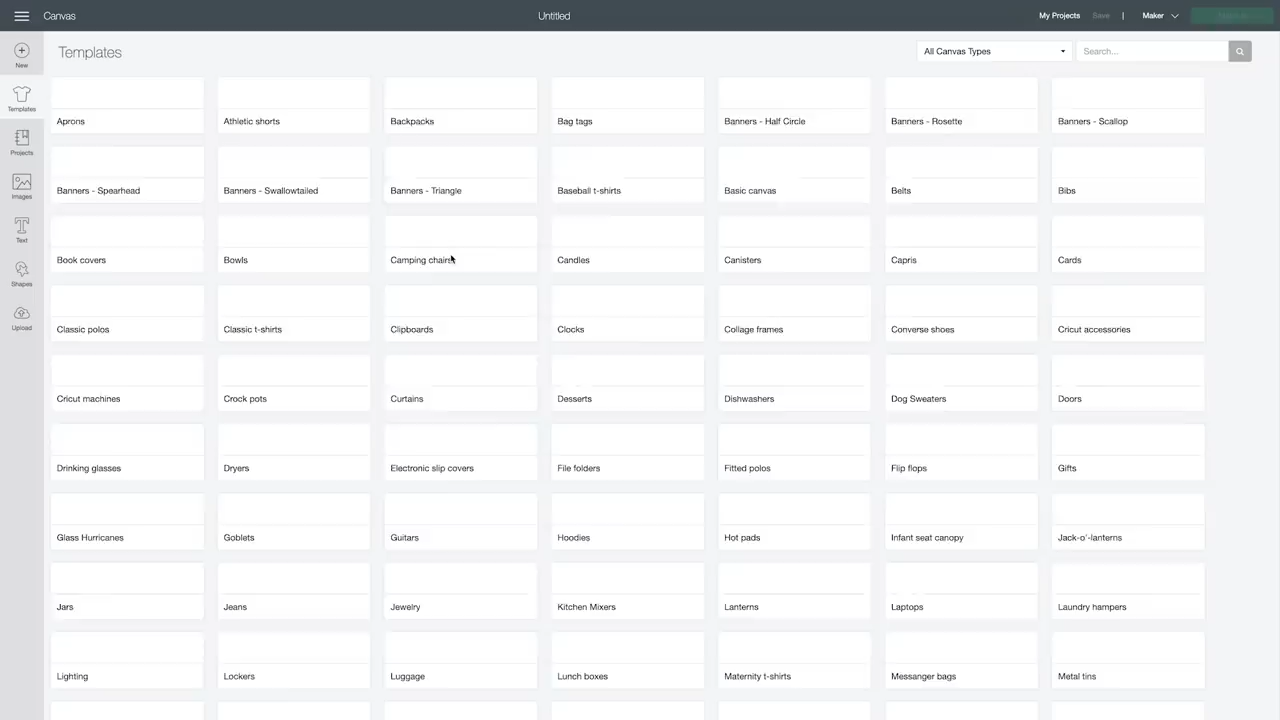 Canvas
Untitled
My Projects Save | Maker
New
Templates
Projects
Images
Text
Shapes
Upload
Templates
All Canvas Types
Search...
Aprons
Athletic shorts
Backpacks
Bag tags
Banners - Half Circle
Banners - Rosette
Banners - Scallop
Banners - Spearhead
Banners - Swallowtailed
Banners - Triangle
Baseball t-shirts
Basic canvas
Belts
Bibs
Book covers
Bowls
Camping chairs
Candles
Canisters
Capris
Cards
Classic polos
Classic t-shirts
Clipboards
Clocks
Collage frames
Converse shoes
Cricut accessories
Cricut machines
Crock pots
Curtains
Desserts
Dishwashers
Dog Sweaters
Doors
Drinking glasses
Dryers
Electronic slip covers
File folders
Fitted polos
Flip flops
Gifts
Glass Hurricanes
Goblets
Guitars
Hoodies
Hot pads
Infant seat canopy
Jack-o'-lanterns
Jars
Jeans
Jewelry
Kitchen Mixers
Lanterns
Laptops
Laundry hampers
Lighting
Lockers
Luggage
Lunch boxes
Maternity t-shirts
Messanger bags
Metal tins